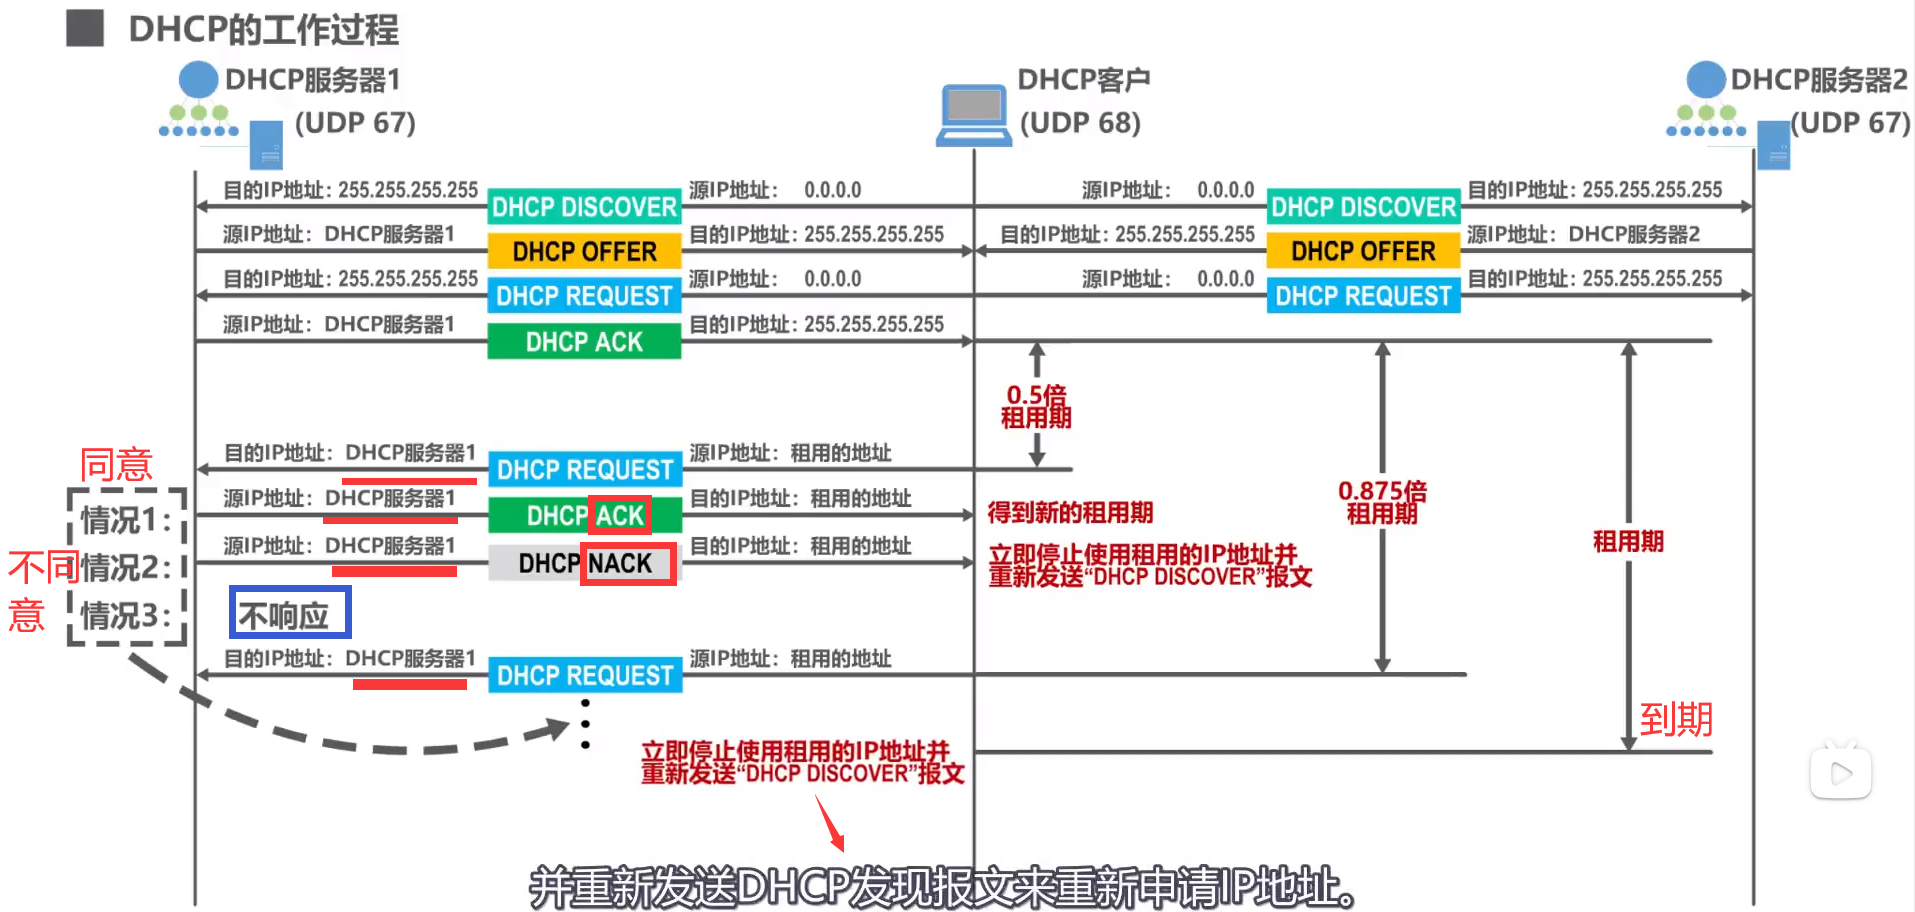 DHCP的工作过程
DHCP服务器1
(UDP 67)
DHCP客户
(UDP 68)
DHCP服务器2
(UDP 67)
目的IP地址：255.255.255.255 DHCP DISCOVER 源IP地址： 0.0.0.0 源IP地址： 0.0.0.0 DHCP DISCOVER 目的IP地址：255.255.255.255
源IP地址：DHCP服务器1 DHCP OFFER 目的IP地址：255.255.255.255 目的IP地址：255.255.255.255 DHCP OFFER 源IP地址：DHCP服务器2
目的IP地址：255.255.255.255 DHCP REQUEST 源IP地址： 0.0.0.0 源IP地址： 0.0.0.0 DHCP REQUEST 目的IP地址：255.255.255.255
源IP地址：DHCP服务器1 DHCP ACK 目的IP地址：255.255.255.255
0.5倍
租用期
目的IP地址：DHCP服务器1 DHCP REQUEST 源IP地址：租用的地址
同意
情况1：
源IP地址：DHCP服务器1 DHCP ACK 目的IP地址：租用的地址
得到新的租用期
0.875倍
租用期
租用期
不同
意
情况2：
源IP地址：DHCP服务器1 DHCP NACK 目的IP地址：租用的地址
立即停止使用租用的IP地址并
重新发送“DHCP DISCOVER”报文
情况3：
不响应
目的IP地址：DHCP服务器1 DHCP REQUEST 源IP地址：租用的地址
到期
立即停止使用租用的IP地址并
重新发送“DHCP DISCOVER”报文
并重新发送DHCP发现报文来重新申请IP地址。